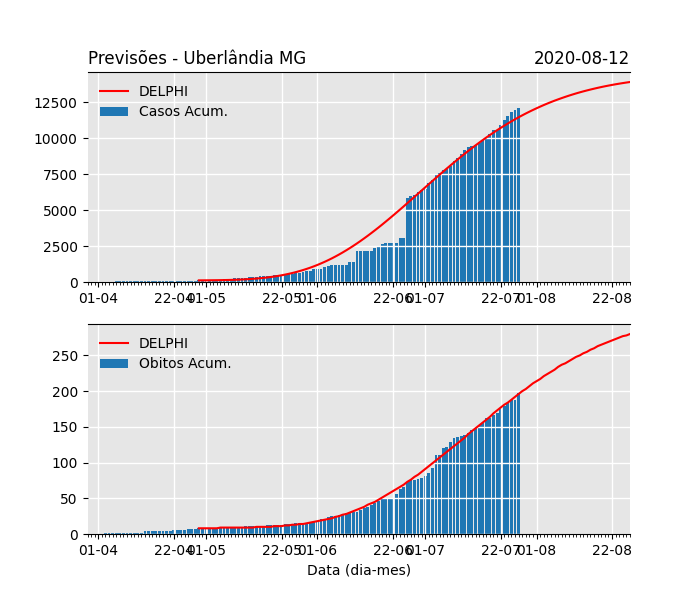 Previsões - Uberlândia MG 2020-08-12
DELPHI
Casos Acum.
12500
10000
7500
5000
2500
0
01-04 22-04 01-05 22-05 01-06 22-06 01-07 22-07 01-08 22-08
DELPHI
Obitos Acum.
250
200
150
100
50
0
01-04 22-04 01-05 22-05 01-06 22-06 01-07 22-07 01-08 22-08
Data (dia-mes)